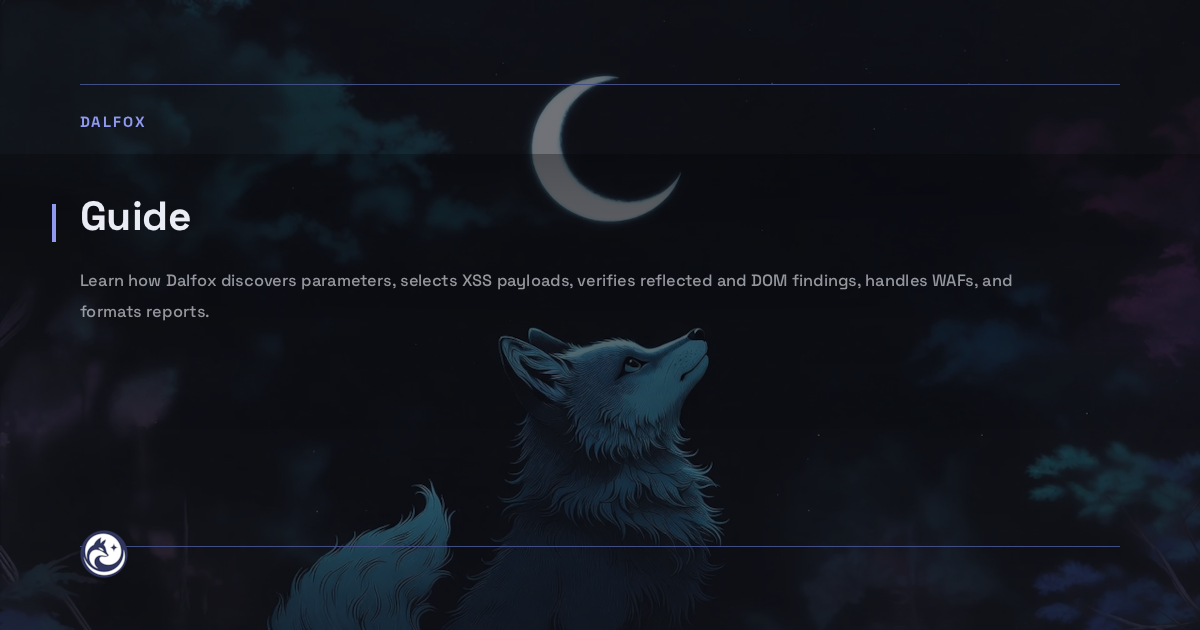 DALFOX
Guide
Learn how Dalfox discovers parameters, selects XSS payloads, verifies reflected and DOM findings, handles WAFs, and
formats reports.